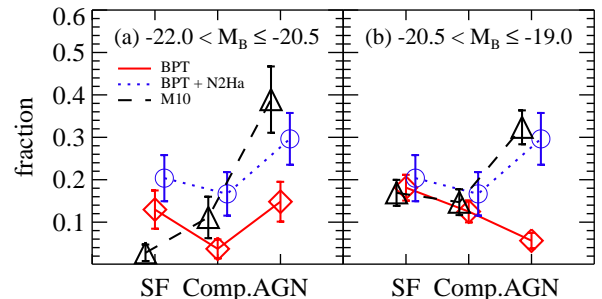 0.6
0.5
0.4
0.3
0.2
0.1
fraction
(a) -22.0 < M_B ≤ -20.5
BPT
BPT + N2Ha
M10
(b) -20.5 < M_B ≤ -19.0
SF Comp. AGN
SF Comp. AGN